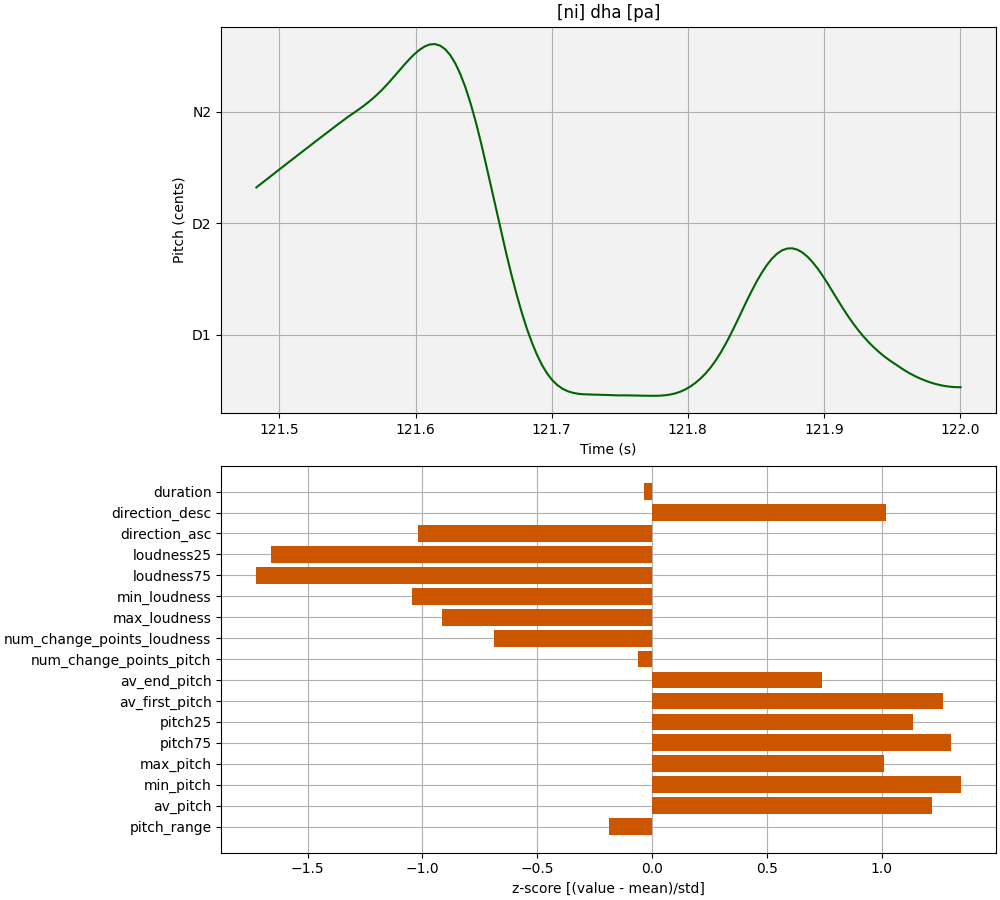 [ni] dha [pa]
Pitch (cents)
N2
D2
D1
121.5 121.6 121.7 121.8 121.9 122.0
Time (s)
duration
direction_desc
direction_asc
loudness25
loudness75
min_loudness
max_loudness
num_change_points_loudness
num_change_points_pitch
av_end_pitch
av_first_pitch
pitch25
pitch75
max_pitch
min_pitch
av_pitch
pitch_range
−1.5 −1.0 −0.5 0.0 0.5 1.0
z-score [(value - mean)/std]